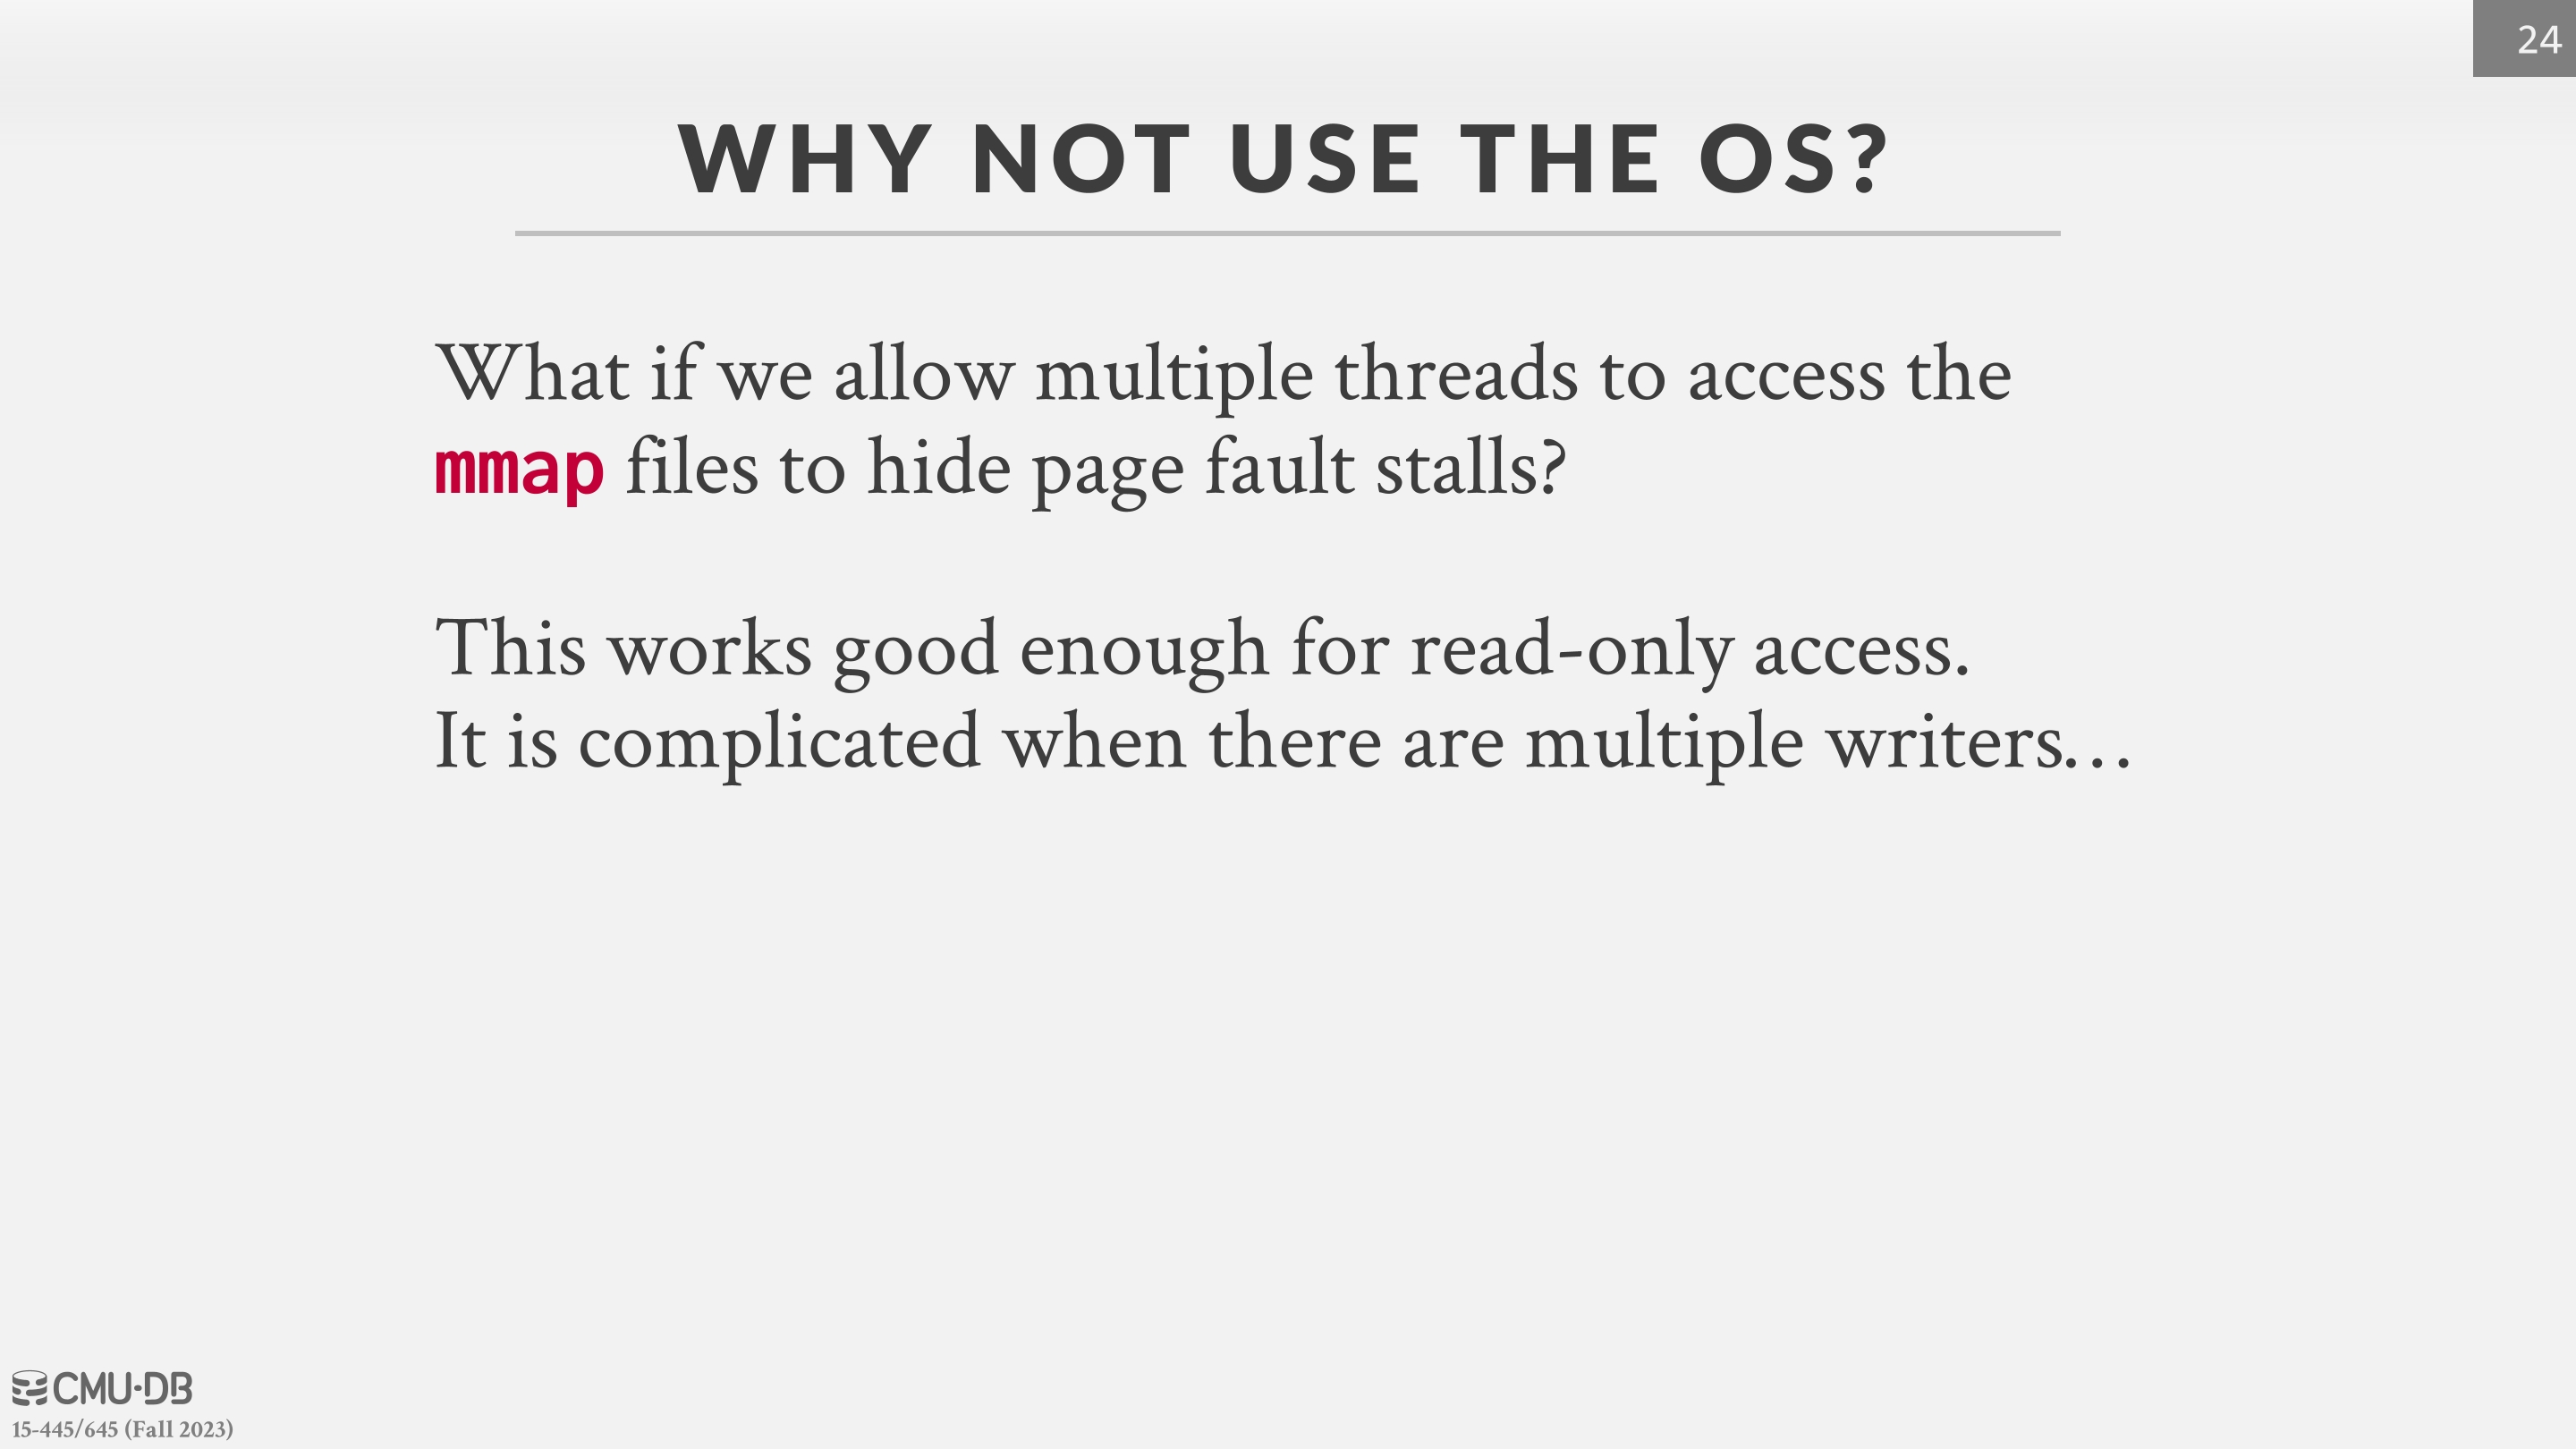 24
WHY NOT USE THE OS?
What if we allow multiple threads to access the
mmap files to hide page fault stalls?
This works good enough for read-only access.
It is complicated when there are multiple writers…
CMU·DB
15-445/645 (Fall 2023)